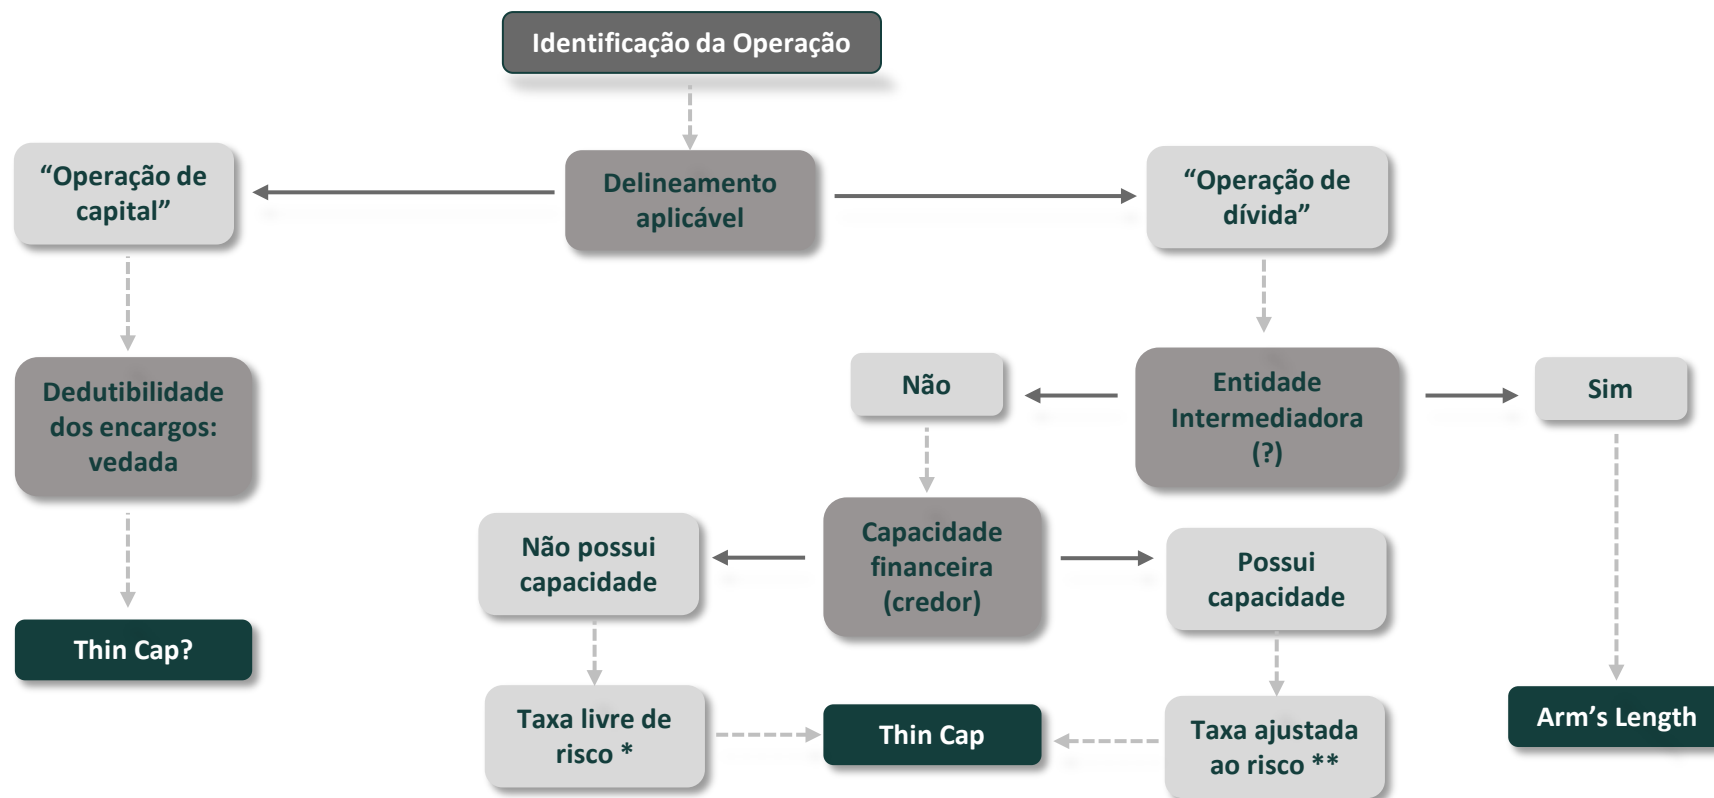 Identificação da Operação
“Operação de
capital”
Delineamento
aplicável
“Operação de
dívida”
Dedutibilidade
dos encargos:
vedada
Não
Entidade
Intermediadora
(?)
Sim
Não possui
capacidade
Capacidade
financeira
(credor)
Possui
capacidade
Thin Cap?
Taxa livre de
risco *
Thin Cap
Taxa ajustada
ao risco **
Arm’s Length